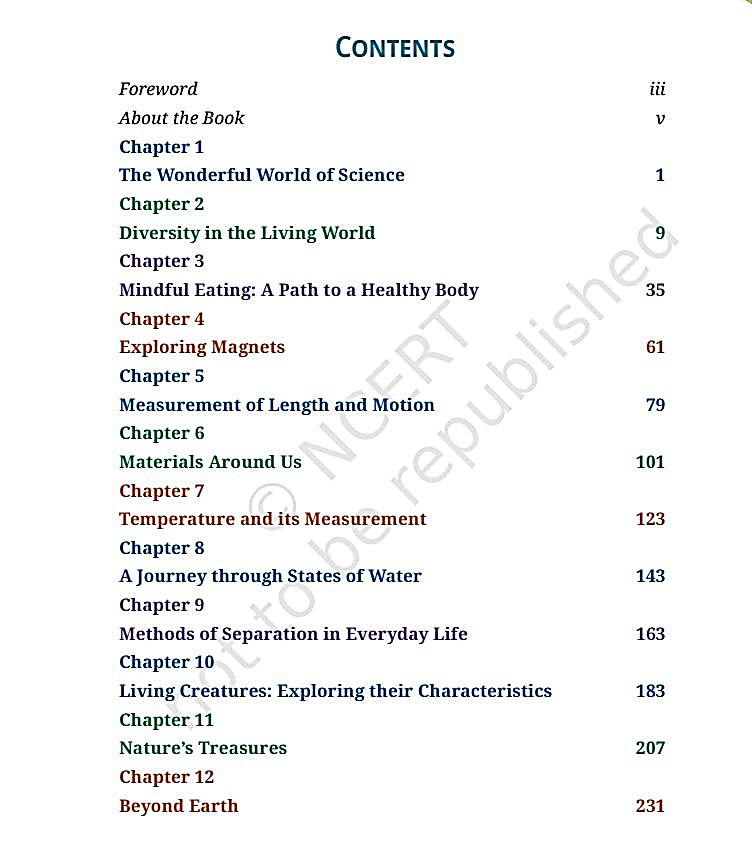 CONTENTS
Foreword iii
About the Book v
Chapter 1
The Wonderful World of Science 1
Chapter 2
Diversity in the Living World 9
Chapter 3
Mindful Eating: A Path to a Healthy Body 35
Chapter 4
Exploring Magnets 61
Chapter 5
Measurement of Length and Motion 79
Chapter 6
Materials Around Us 101
Chapter 7
Temperature and its Measurement 123
Chapter 8
A Journey through States of Water 143
Chapter 9
Methods of Separation in Everyday Life 163
Chapter 10
Living Creatures: Exploring their Characteristics 183
Chapter 11
Nature’s Treasures 207
Chapter 12
Beyond Earth 231
© NCERT
not to be republished